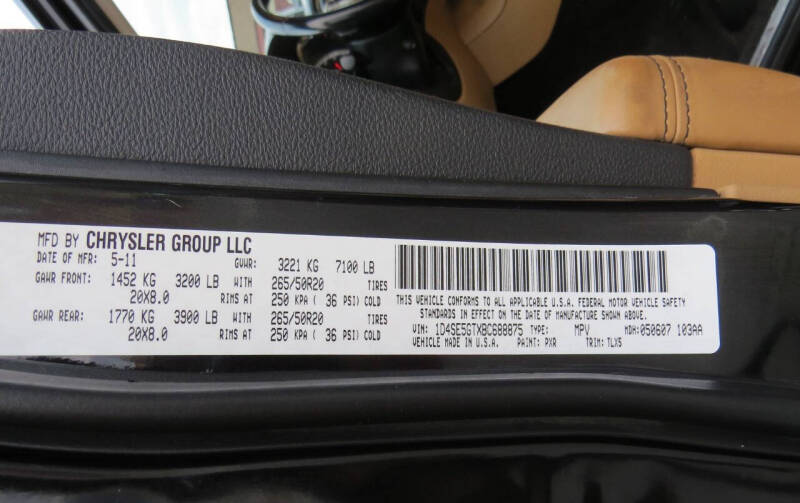 MFD BY CHRYSLER GROUP LLC
DATE OF MFR: 5-11 GVWR: 3221 KG 7100 LB
GAWR FRONT: 1452 KG 3200 LB WITH 265/50R20 TIRES
20X8.0 RIMS AT 250 KPA ( 36 PSI) COLD
GAWR REAR: 1770 KG 3900 LB WITH 265/50R20 TIRES
20X8.0 RIMS AT 250 KPA ( 36 PSI) COLD
THIS VEHICLE CONFORMS TO ALL APPLICABLE U.S.A. FEDERAL MOTOR VEHICLE SAFETY
STANDARDS IN EFFECT ON THE DATE OF MANUFACTURE SHOWN ABOVE.
VIN: 1D4SE5GTXBC688875 TYPE: MPV MDH: 050607 103AA
VEHICLE MADE IN U.S.A. PAINT: PXR TRIM: TLX5